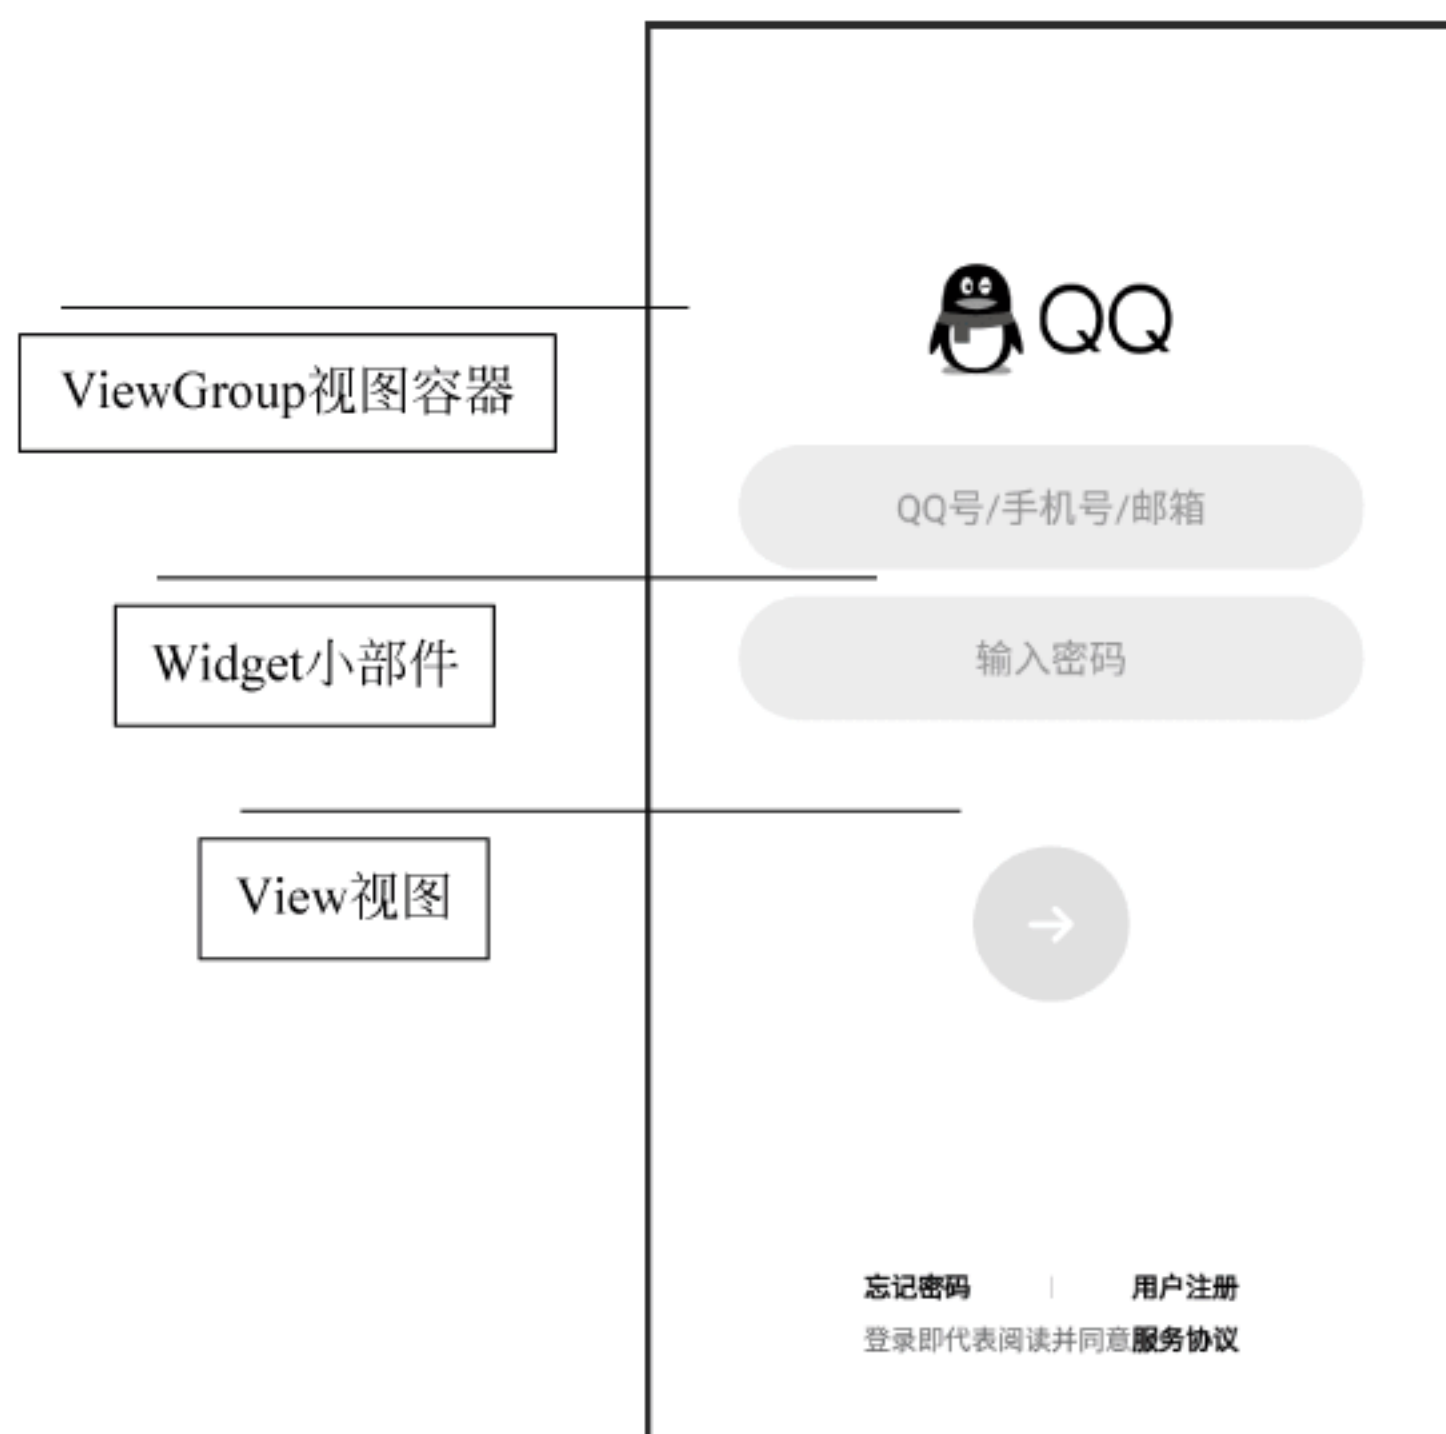 QQ
ViewGroup视图容器
QQ号/手机号/邮箱
Widget小部件
输入密码
View视图
忘记密码 | 用户注册
登录即代表阅读并同意服务协议